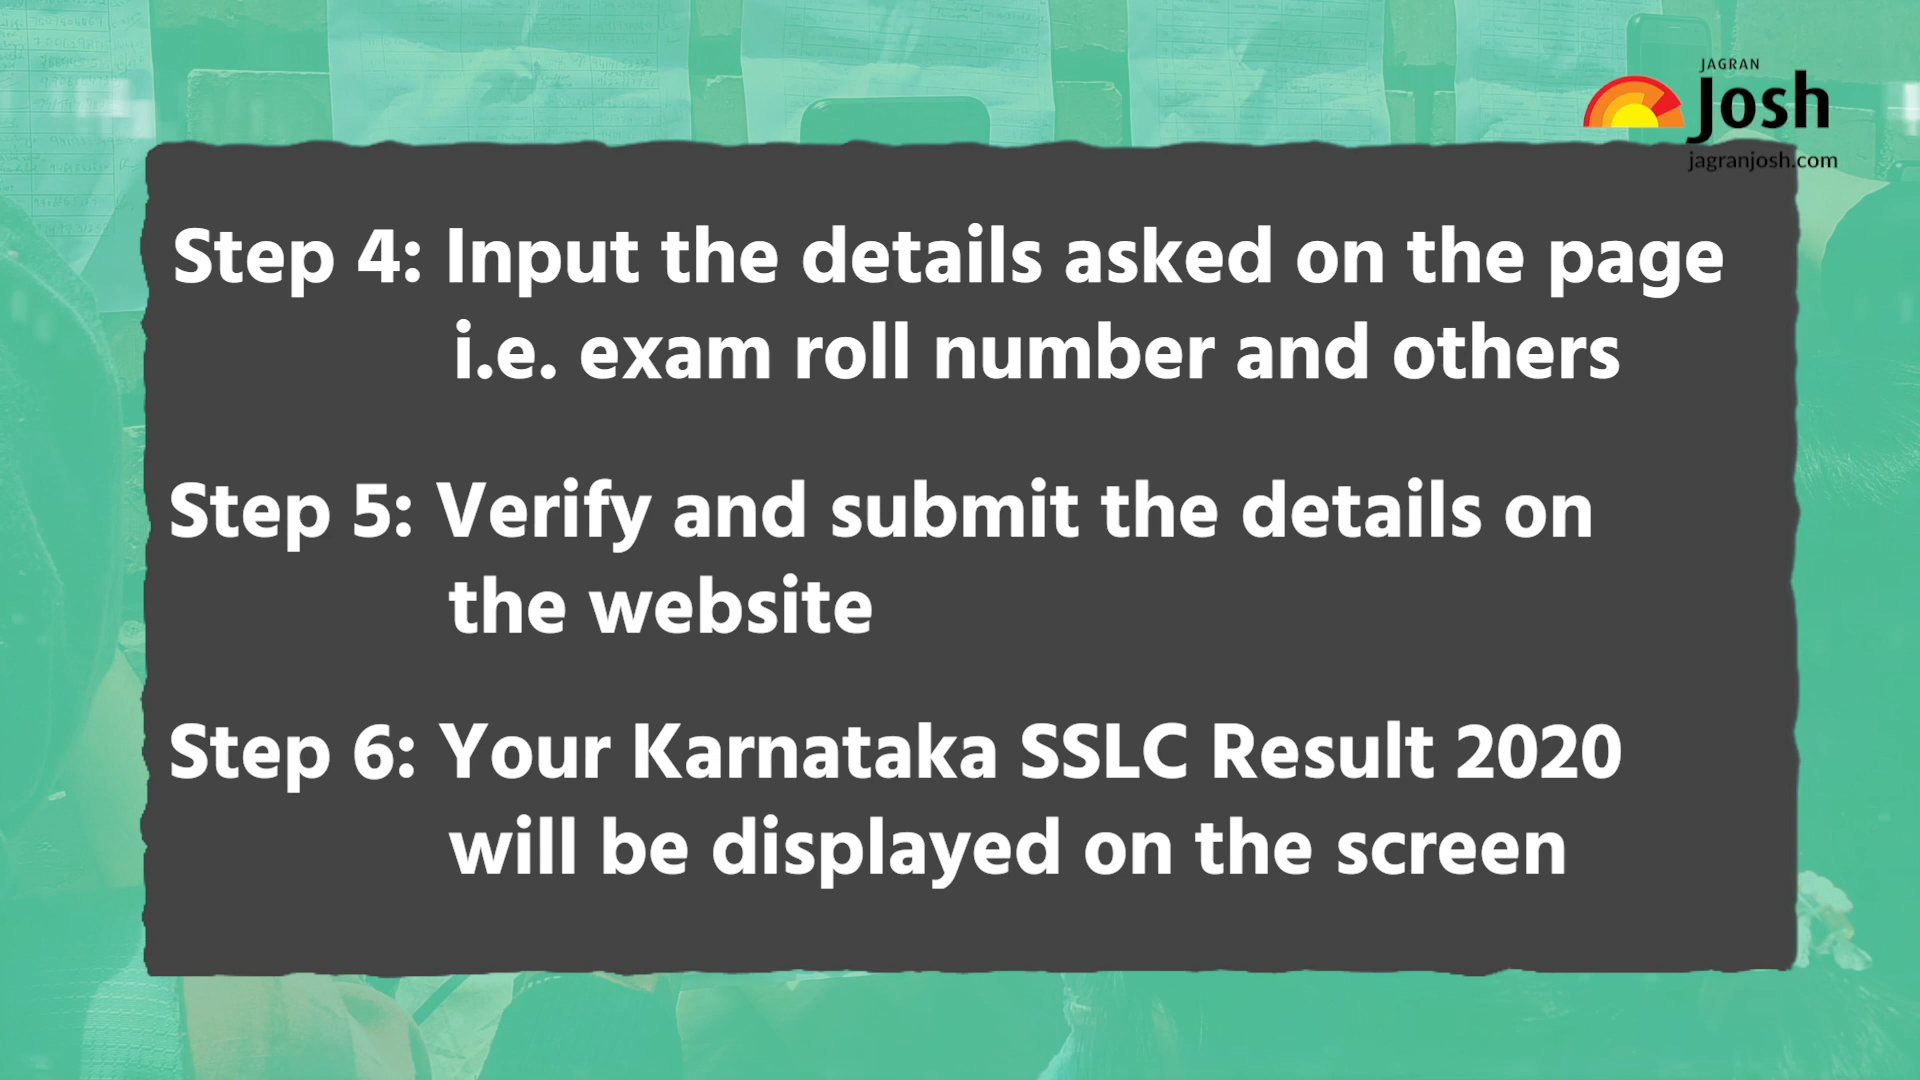 JAGRAN
Josh
jagranjosh.com
Step 4: Input the details asked on the page
i.e. exam roll number and others
Step 5: Verify and submit the details on
the website
Step 6: Your Karnataka SSLC Result 2020
will be displayed on the screen